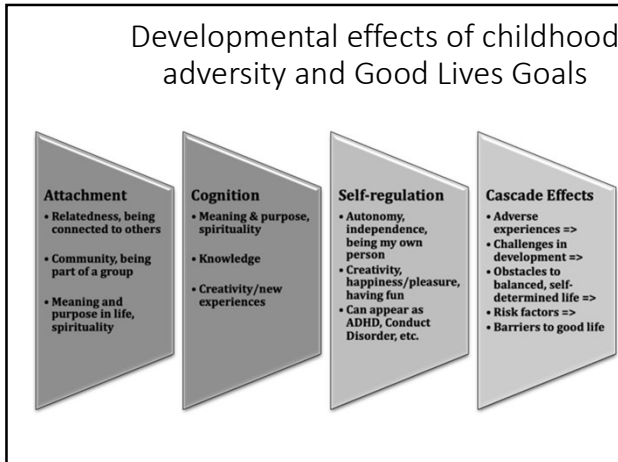 Developmental effects of childhood
adversity and Good Lives Goals
Attachment
• Relatedness, being
connected to others
• Community, being
part of a group
• Meaning and
purpose in life,
spirituality
Cognition
• Meaning & purpose,
spirituality
• Knowledge
• Creativity/new
experiences
Self-regulation
• Autonomy,
independence,
being my own
person
• Creativity,
happiness/pleasure,
having fun
• Can appear as
ADHD, Conduct
Disorder, etc.
Cascade Effects
• Adverse
experiences =>
• Challenges in
development =>
• Obstacles to
balanced, self-
determined life =>
• Risk factors =>
• Barriers to good life